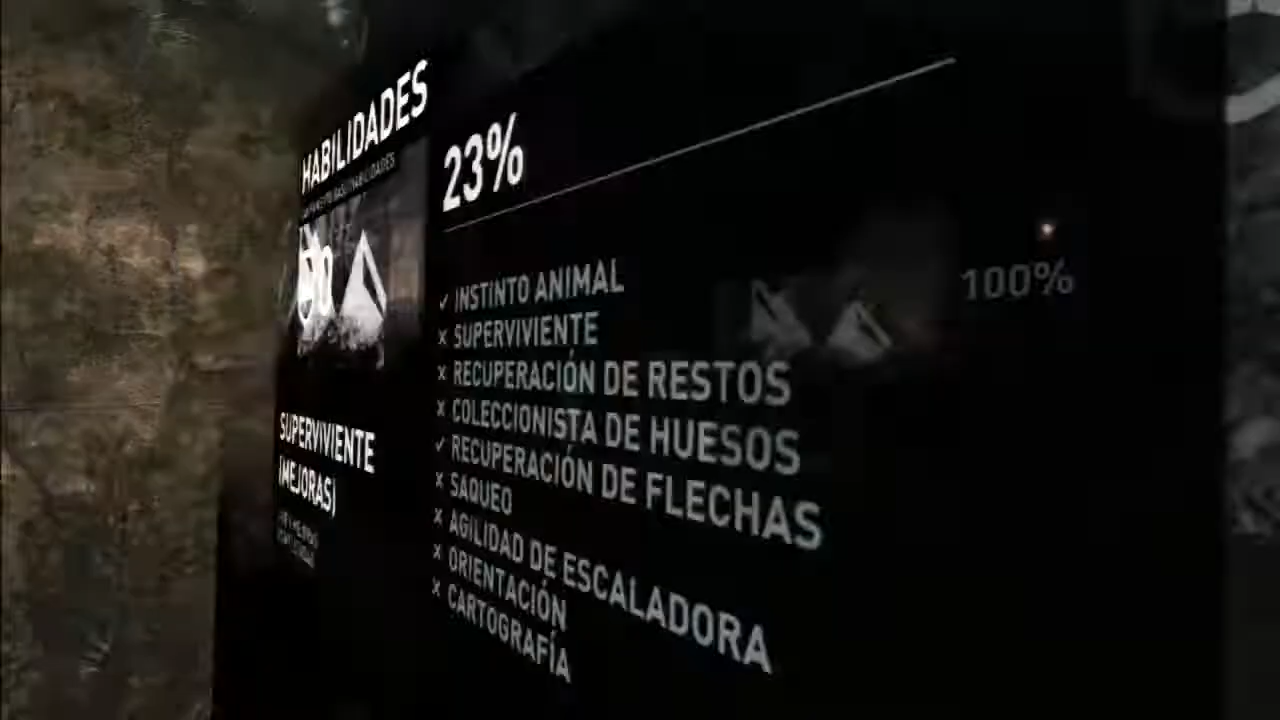 HABILIDADES
23%
✓ INSTINTO ANIMAL
× SUPERVIVIENTE
× RECUPERACIÓN DE RESTOS
× COLECCIONISTA DE HUESOS
✓ RECUPERACIÓN DE FLECHAS
× SAQUEO
× AGILIDAD DE ESCALADORA
× ORIENTACIÓN
× CARTOGRAFÍA
SUPERVIVIENTE
(MEJORAS)
100%